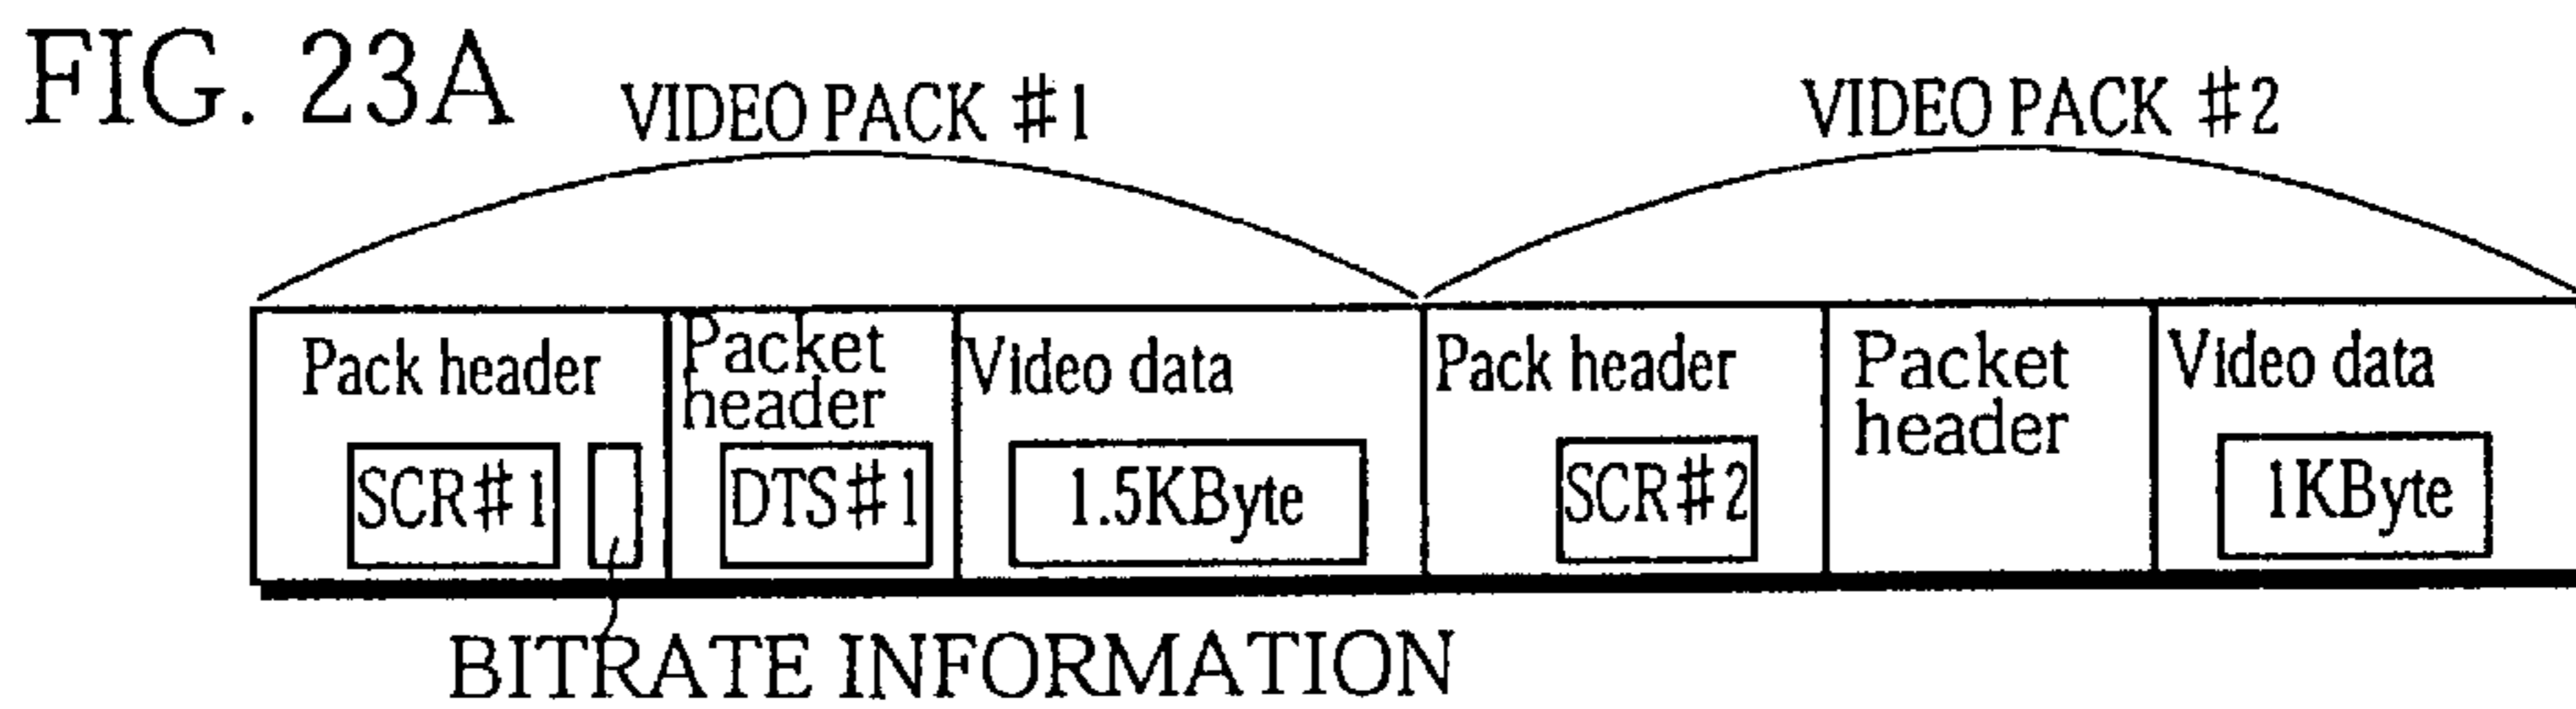 FIG. 23A
VIDEO PACK #1
VIDEO PACK #2
Pack header
Packet
header
Video data
Pack header
Packet
header
Video data
SCR#1
DTS#1
1.5KByte
SCR#2
1KByte
BITRATE INFORMATION